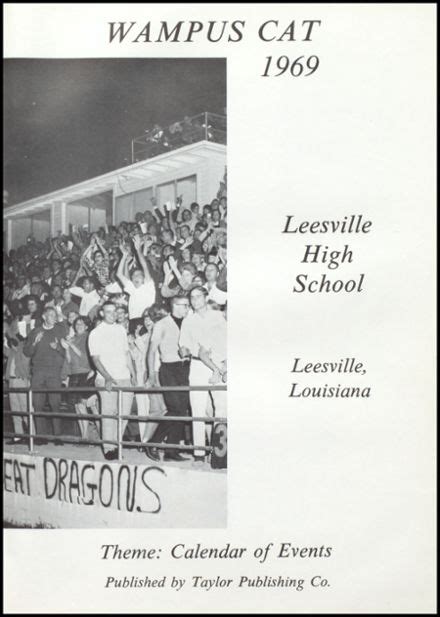 WAMPUS CAT
1969
Leesville
High
School
Leesville,
Louisiana
EAT DRAGONS
3
Theme: Calendar of Events
Published by Taylor Publishing Co.